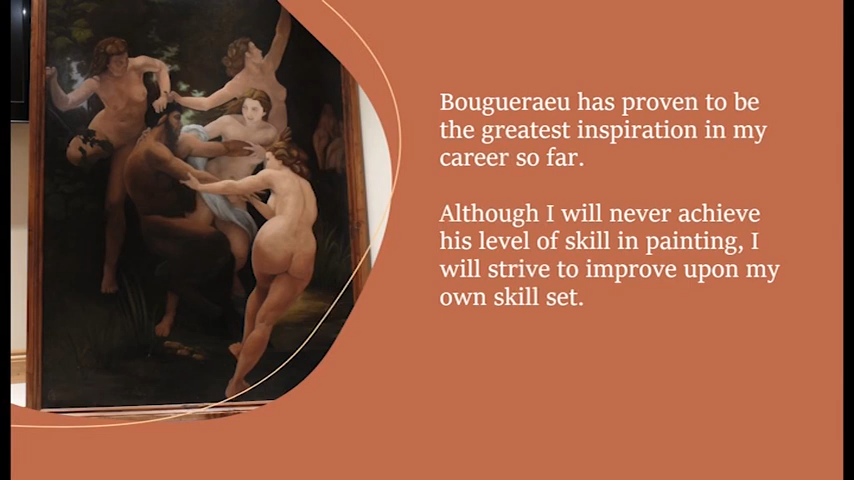 Bougueraeu has proven to be
the greatest inspiration in my
career so far.
Although I will never achieve
his level of skill in painting, I
will strive to improve upon my
own skill set.